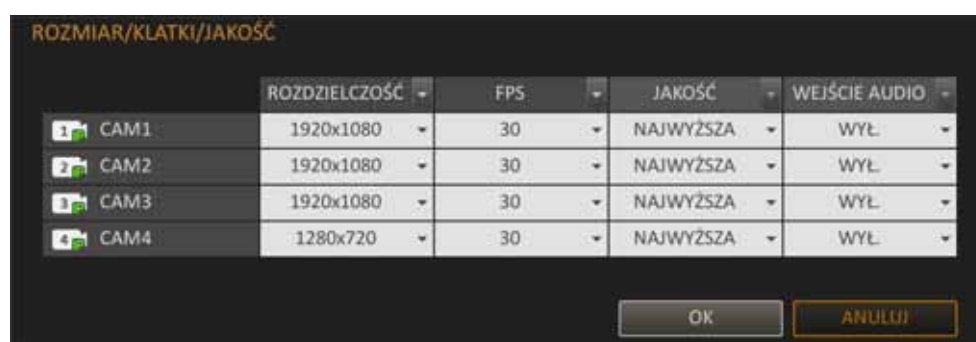 ROZMIAR/KLATKI/JAKOŚĆ
ROZDZIELCZOŚĆ FPS JAKOŚĆ WEJŚCIE AUDIO
1 CAM1 1920x1080 30 NAJWYŻSZA WYŁ.
2 CAM2 1920x1080 30 NAJWYŻSZA WYŁ.
3 CAM3 1920x1080 30 NAJWYŻSZA WYŁ.
4 CAM4 1280x720 30 NAJWYŻSZA WYŁ.
OK ANULUJ